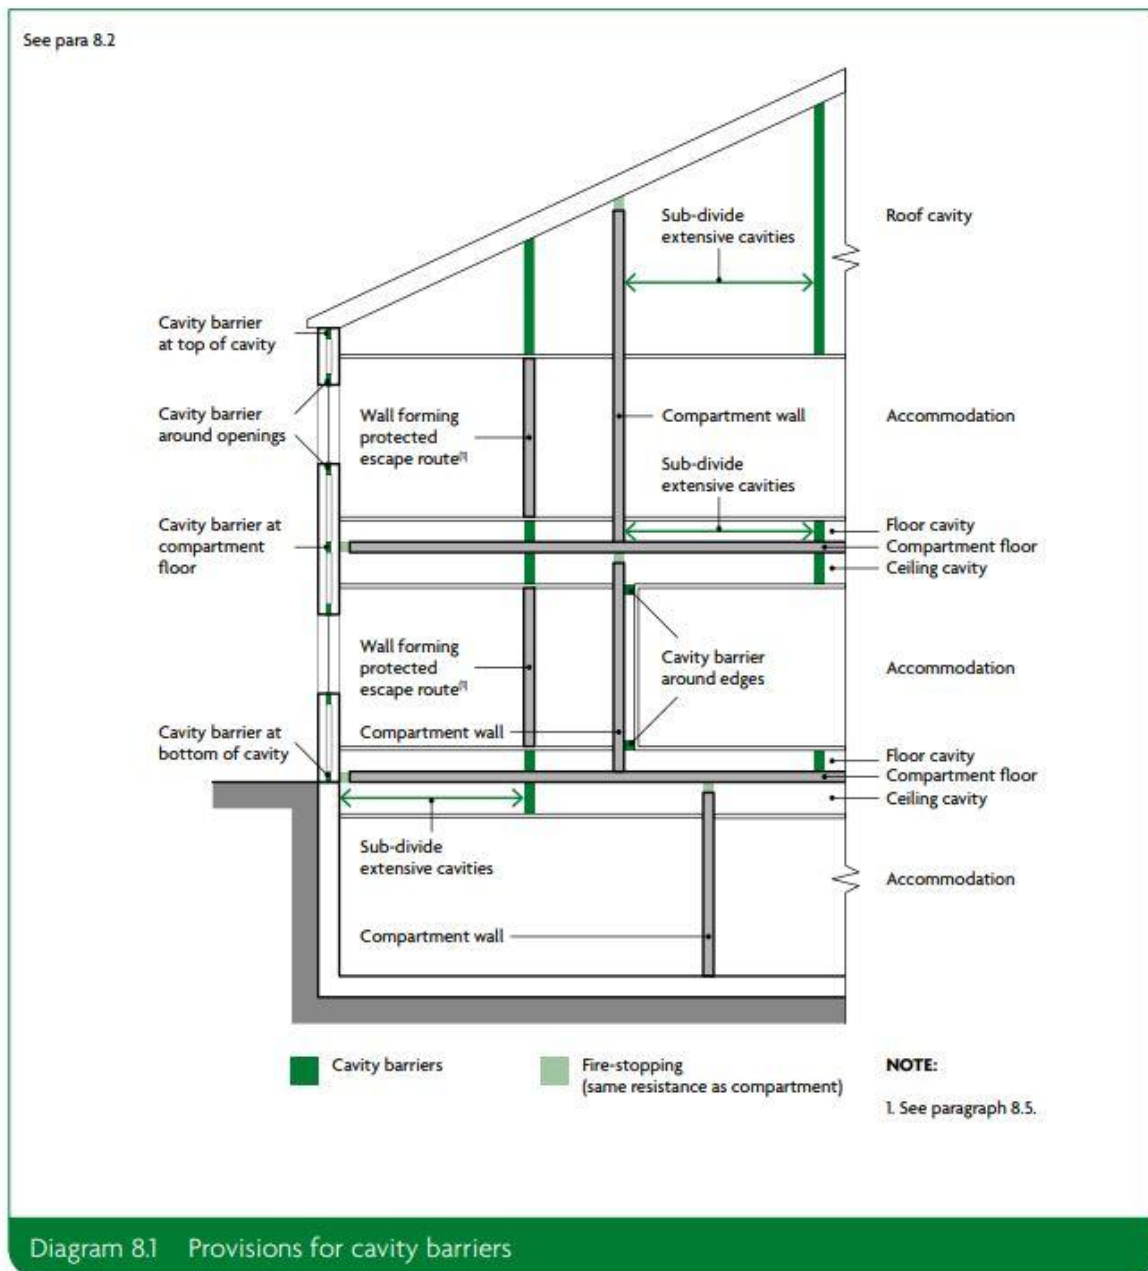 See para 8.2
Sub-divide
extensive cavities
Roof cavity
Cavity barrier
at top of cavity
Cavity barrier
around openings
Wall forming
protected
escape route[1]
Compartment wall
Accommodation
Sub-divide
extensive cavities
Cavity barrier at
compartment
floor
Floor cavity
Compartment floor
Ceiling cavity
Wall forming
protected
escape route[1]
Cavity barrier
around edges
Accommodation
Cavity barrier at
bottom of cavity
Compartment wall
Floor cavity
Compartment floor
Ceiling cavity
Sub-divide
extensive cavities
Accommodation
Compartment wall
Cavity barriers
Fire-stopping
(same resistance as compartment)
NOTE:
1. See paragraph 8.5.
Diagram 8.1 Provisions for cavity barriers